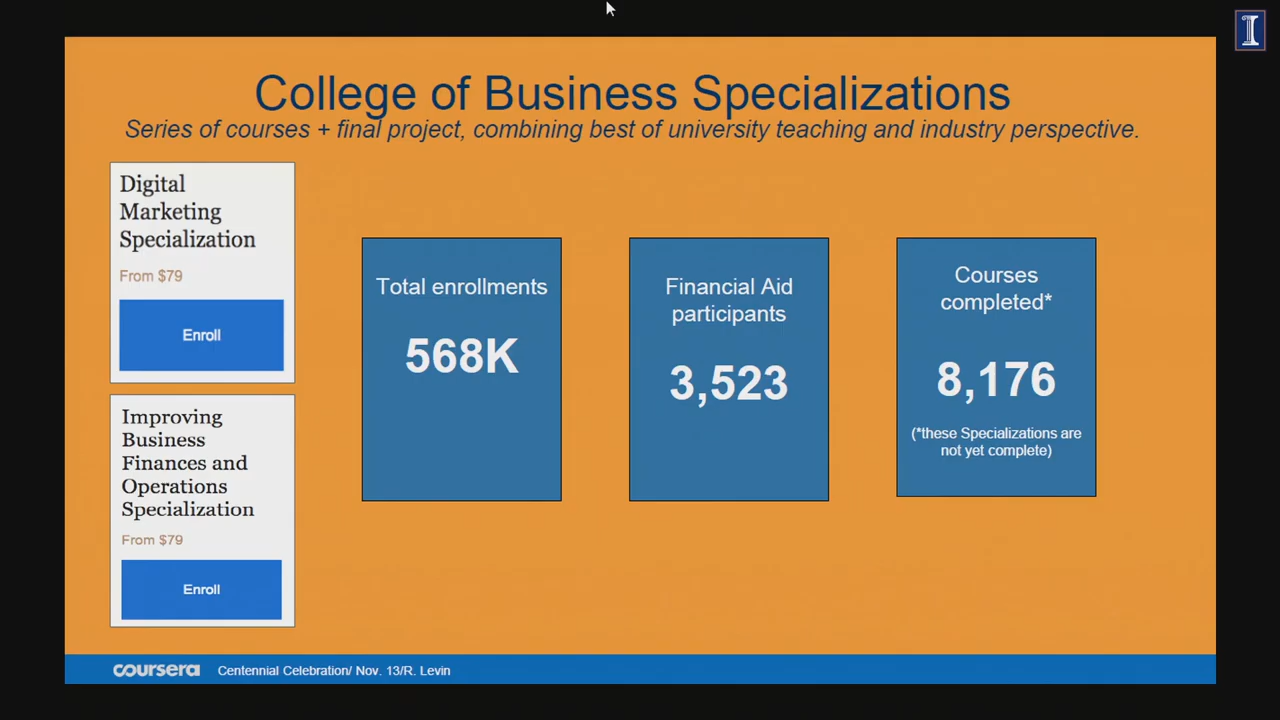 College of Business Specializations
Series of courses + final project, combining best of university teaching and industry perspective.
Digital
Marketing
Specialization
From $79
Enroll
Improving
Business
Finances and
Operations
Specialization
From $79
Enroll
Total enrollments
568K
Financial Aid
participants
3,523
Courses
completed*
8,176
(*these Specializations are
not yet complete)
coursera Centennial Celebration/ Nov. 13/R. Levin
I